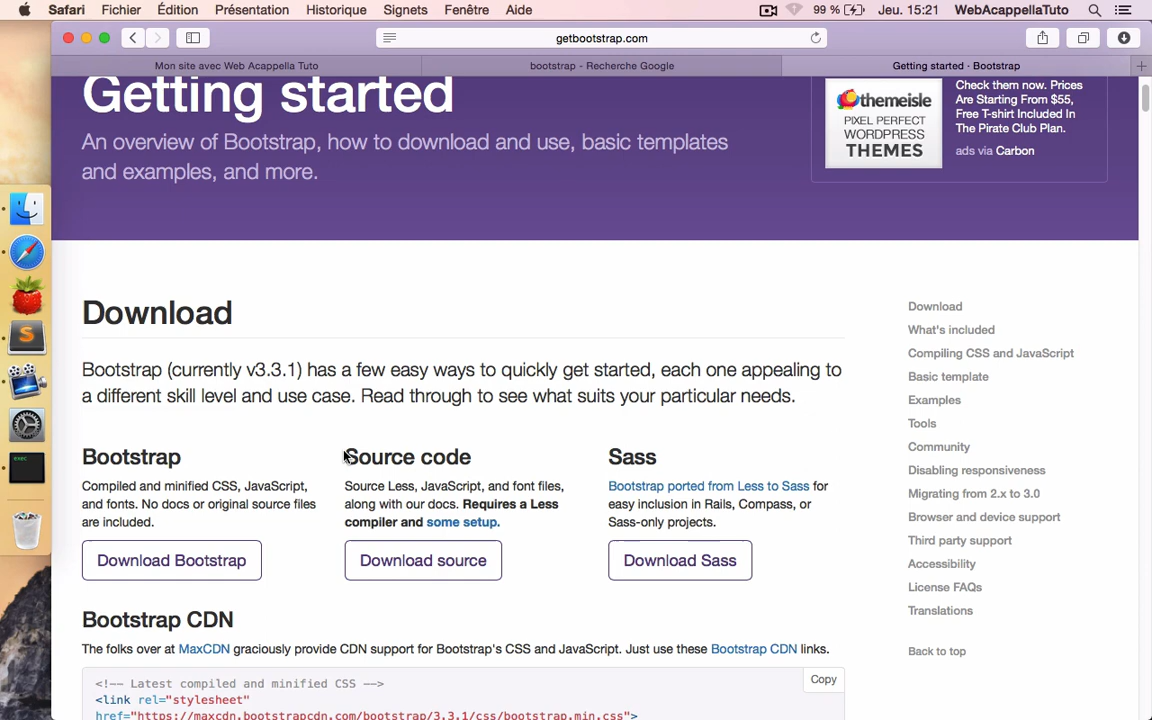 Safari Fichier Édition Présentation Historique Signets Fenêtre Aide 99 % Jeu. 15:21 WebAcappellaTuto
getbootstrap.com
Mon site avec Web Acappella Tuto bootstrap - Recherche Google Getting started · Bootstrap
Getting started
An overview of Bootstrap, how to download and use, basic templates
and examples, and more.
themeisle
PIXEL PERFECT
WORDPRESS
THEMES
Check them now. Prices
Are Starting From $55,
Free T-shirt Included In
The Pirate Club Plan.
ads via Carbon
Download
Bootstrap (currently v3.3.1) has a few easy ways to quickly get started, each one appealing to
a different skill level and use case. Read through to see what suits your particular needs.
Bootstrap
Compiled and minified CSS, JavaScript,
and fonts. No docs or original source files
are included.
Download Bootstrap
Source code
Source Less, JavaScript, and font files,
along with our docs. Requires a Less
compiler and some setup.
Download source
Sass
Bootstrap ported from Less to Sass for
easy inclusion in Rails, Compass, or
Sass-only projects.
Download Sass
Bootstrap CDN
The folks over at MaxCDN graciously provide CDN support for Bootstrap's CSS and JavaScript. Just use these Bootstrap CDN links.
Copy
<!-- Latest compiled and minified CSS -->
<link rel="stylesheet"
href="https://maxcdn.bootstrapcdn.com/bootstrap/3.3.1/css/bootstrap.min.css">
Download
What's included
Compiling CSS and JavaScript
Basic template
Examples
Tools
Community
Disabling responsiveness
Migrating from 2.x to 3.0
Browser and device support
Third party support
Accessibility
License FAQs
Translations
Back to top